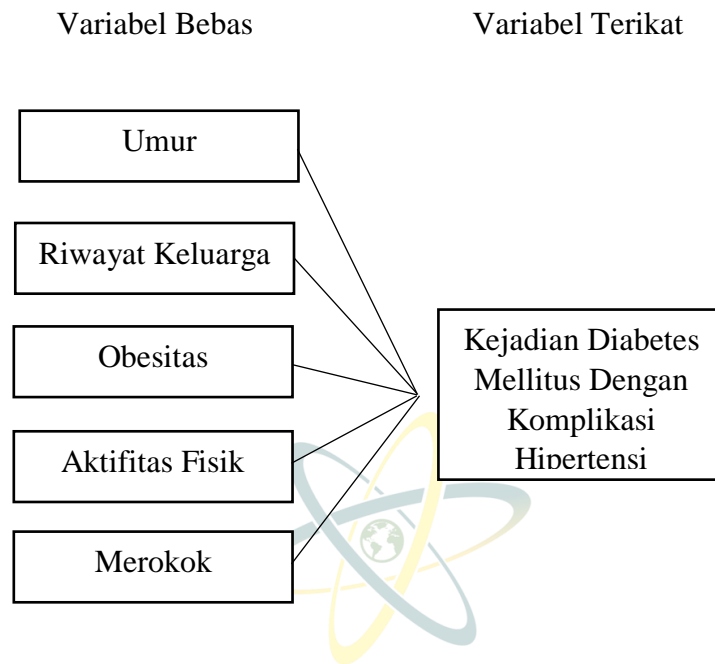 Variabel Bebas
Variabel Terikat
Umur
Riwayat Keluarga
Obesitas
Aktifitas Fisik
Merokok
Kejadian Diabetes
Mellitus Dengan
Komplikasi
Hipertensi